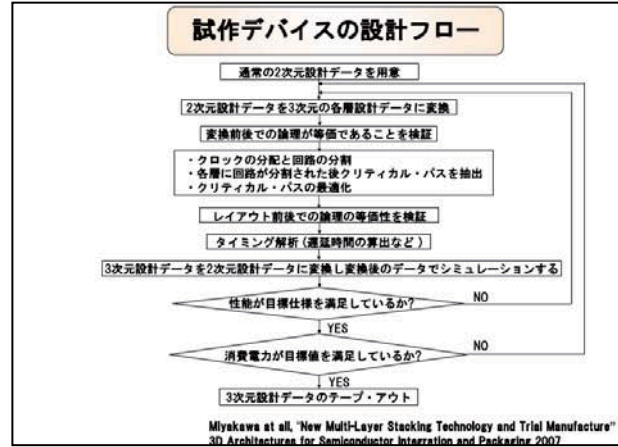 試作デバイスの設計フロー
通常の2次元設計データを用意
2次元設計データを3次元の各層設計データに変換
変換前後での論理が等価であることを検証
・クロックの分配と回路の分割
・各層に回路が分割された後クリティカル・パスを抽出
・クリティカル・パスの最適化
レイアウト前後での論理の等価性を検証
タイミング解析(遅延時間の算出など)
3次元設計データを2次元設計データに変換し変換後のデータでシミュレーションする
性能が目標仕様を満足しているか?
NO
YES
消費電力が目標値を満足しているか?
NO
YES
3次元設計データのテープ・アウト
Miyakawa at all, "New Multi-Layer Stacking Technology and Trial Manufacture"
3D Architectures for Semiconductor Integration and Packaging 2007